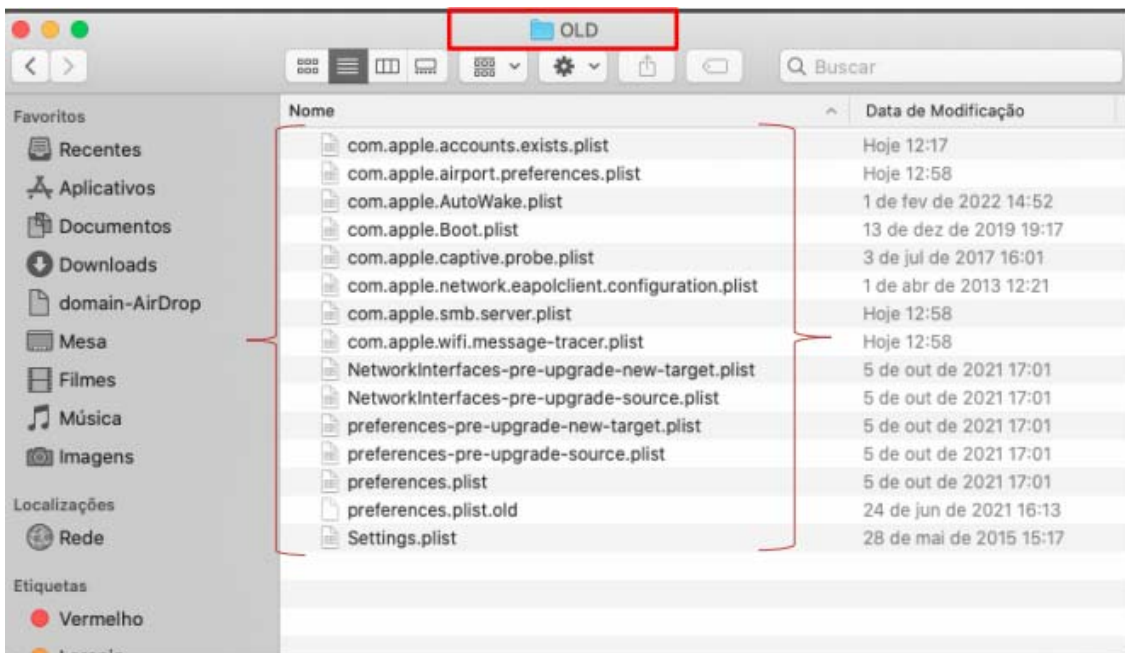 OLD
Buscar
Favoritos
Recentes
Aplicativos
Documentos
Downloads
domain-AirDrop
Mesa
Filmes
Música
Imagens
Localizações
Rede
Etiquetas
Vermelho
Nome Data de Modificação
com.apple.accounts.exists.plist Hoje 12:17
com.apple.airport.preferences.plist Hoje 12:58
com.apple.AutoWake.plist 1 de fev de 2022 14:52
com.apple.Boot.plist 13 de dez de 2019 19:17
com.apple.captive.probe.plist 3 de jul de 2017 16:01
com.apple.network.eapolclient.configuration.plist 1 de abr de 2013 12:21
com.apple.smb.server.plist Hoje 12:58
com.apple.wifi.message-tracer.plist Hoje 12:58
NetworkInterfaces-pre-upgrade-new-target.plist 5 de out de 2021 17:01
NetworkInterfaces-pre-upgrade-source.plist 5 de out de 2021 17:01
preferences-pre-upgrade-new-target.plist 5 de out de 2021 17:01
preferences-pre-upgrade-source.plist 5 de out de 2021 17:01
preferences.plist 5 de out de 2021 17:01
preferences.plist.old 24 de jun de 2021 16:13
Settings.plist 28 de mai de 2015 15:17